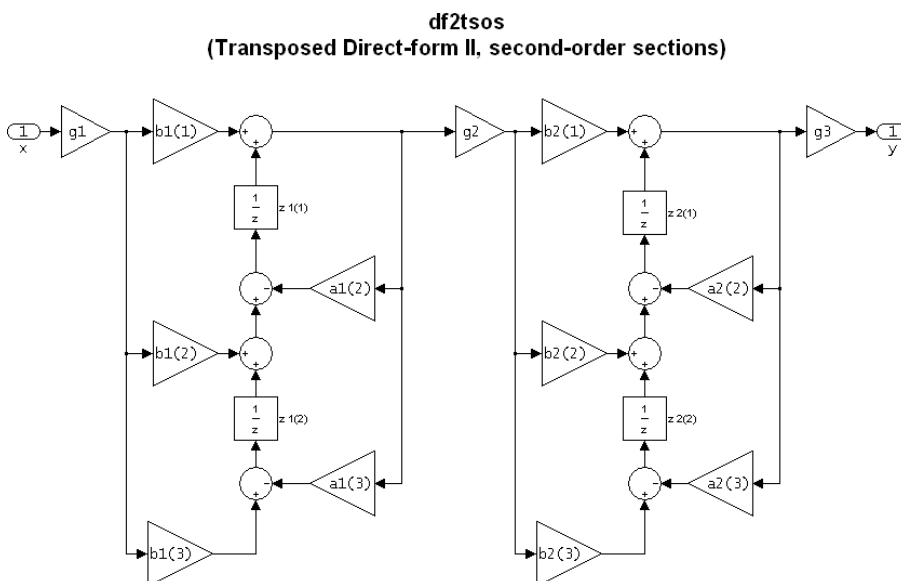 df2tsos
(Transposed Direct-form II, second-order sections)
1
x
g1
b1(1)
+
+
g2
b2(1)
+
+
g3
1
y
1
z
z 1(1)
1
z
z 2(1)
-
+
a1(2)
-
+
a2(2)
b1(2)
+
+
b2(2)
+
+
1
z
z 1(2)
1
z
z 2(2)
-
+
a1(3)
-
+
a2(3)
b1(3)
b2(3)